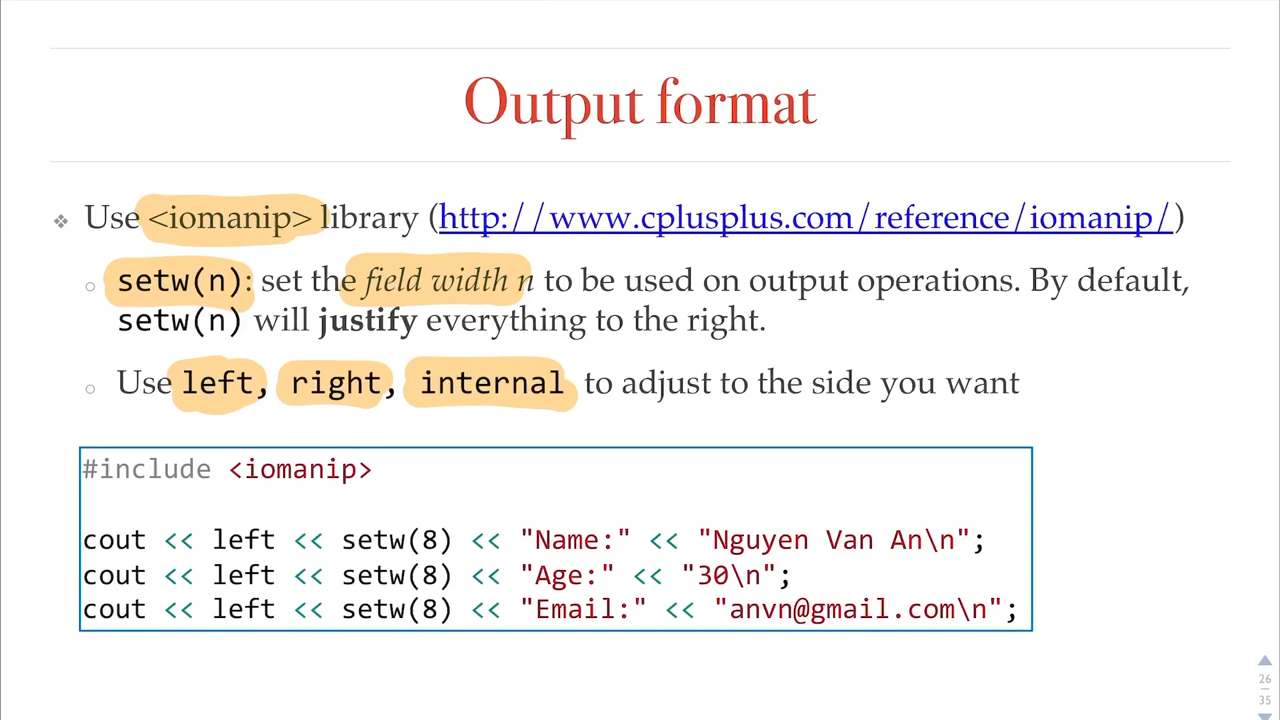 Output format
❖ Use <iomanip> library (http://www.cplusplus.com/reference/iomanip/)
○ setw(n): set the field width n to be used on output operations. By default,
setw(n) will justify everything to the right.
○ Use left, right, internal to adjust to the side you want
#include <iomanip>
cout << left << setw(8) << "Name:" << "Nguyen Van An\n";
cout << left << setw(8) << "Age:" << "30\n";
cout << left << setw(8) << "Email:" << "anvn@gmail.com\n";
26
35